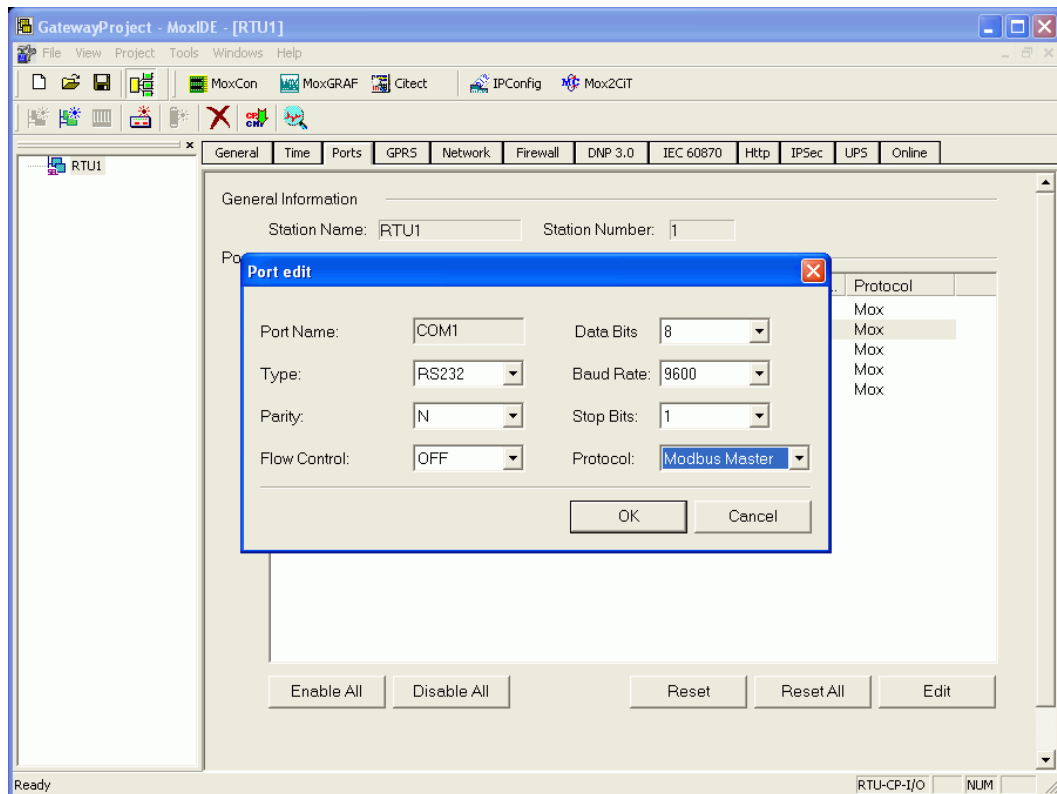 GatewayProject - MoxIDE - [RTU1]
File View Project Tools Windows Help
MoxCon MoxGRAF Citect IPConfig Mox2CiT
RTU1
General Time Ports GPRS Network Firewall DNP 3.0 IEC 60870 Http IPSec UPS Online
General Information
Station Name: RTU1 Station Number: 1
Po
Port edit
.. Protocol
Mox
Mox
Mox
Mox
Mox
Port Name: COM1 Data Bits 8
Type: RS232 Baud Rate: 9600
Parity: N Stop Bits: 1
Flow Control: OFF Protocol: Modbus Master
OK Cancel
Enable All Disable All Reset Reset All Edit
Ready RTU-CP-I/O NUM